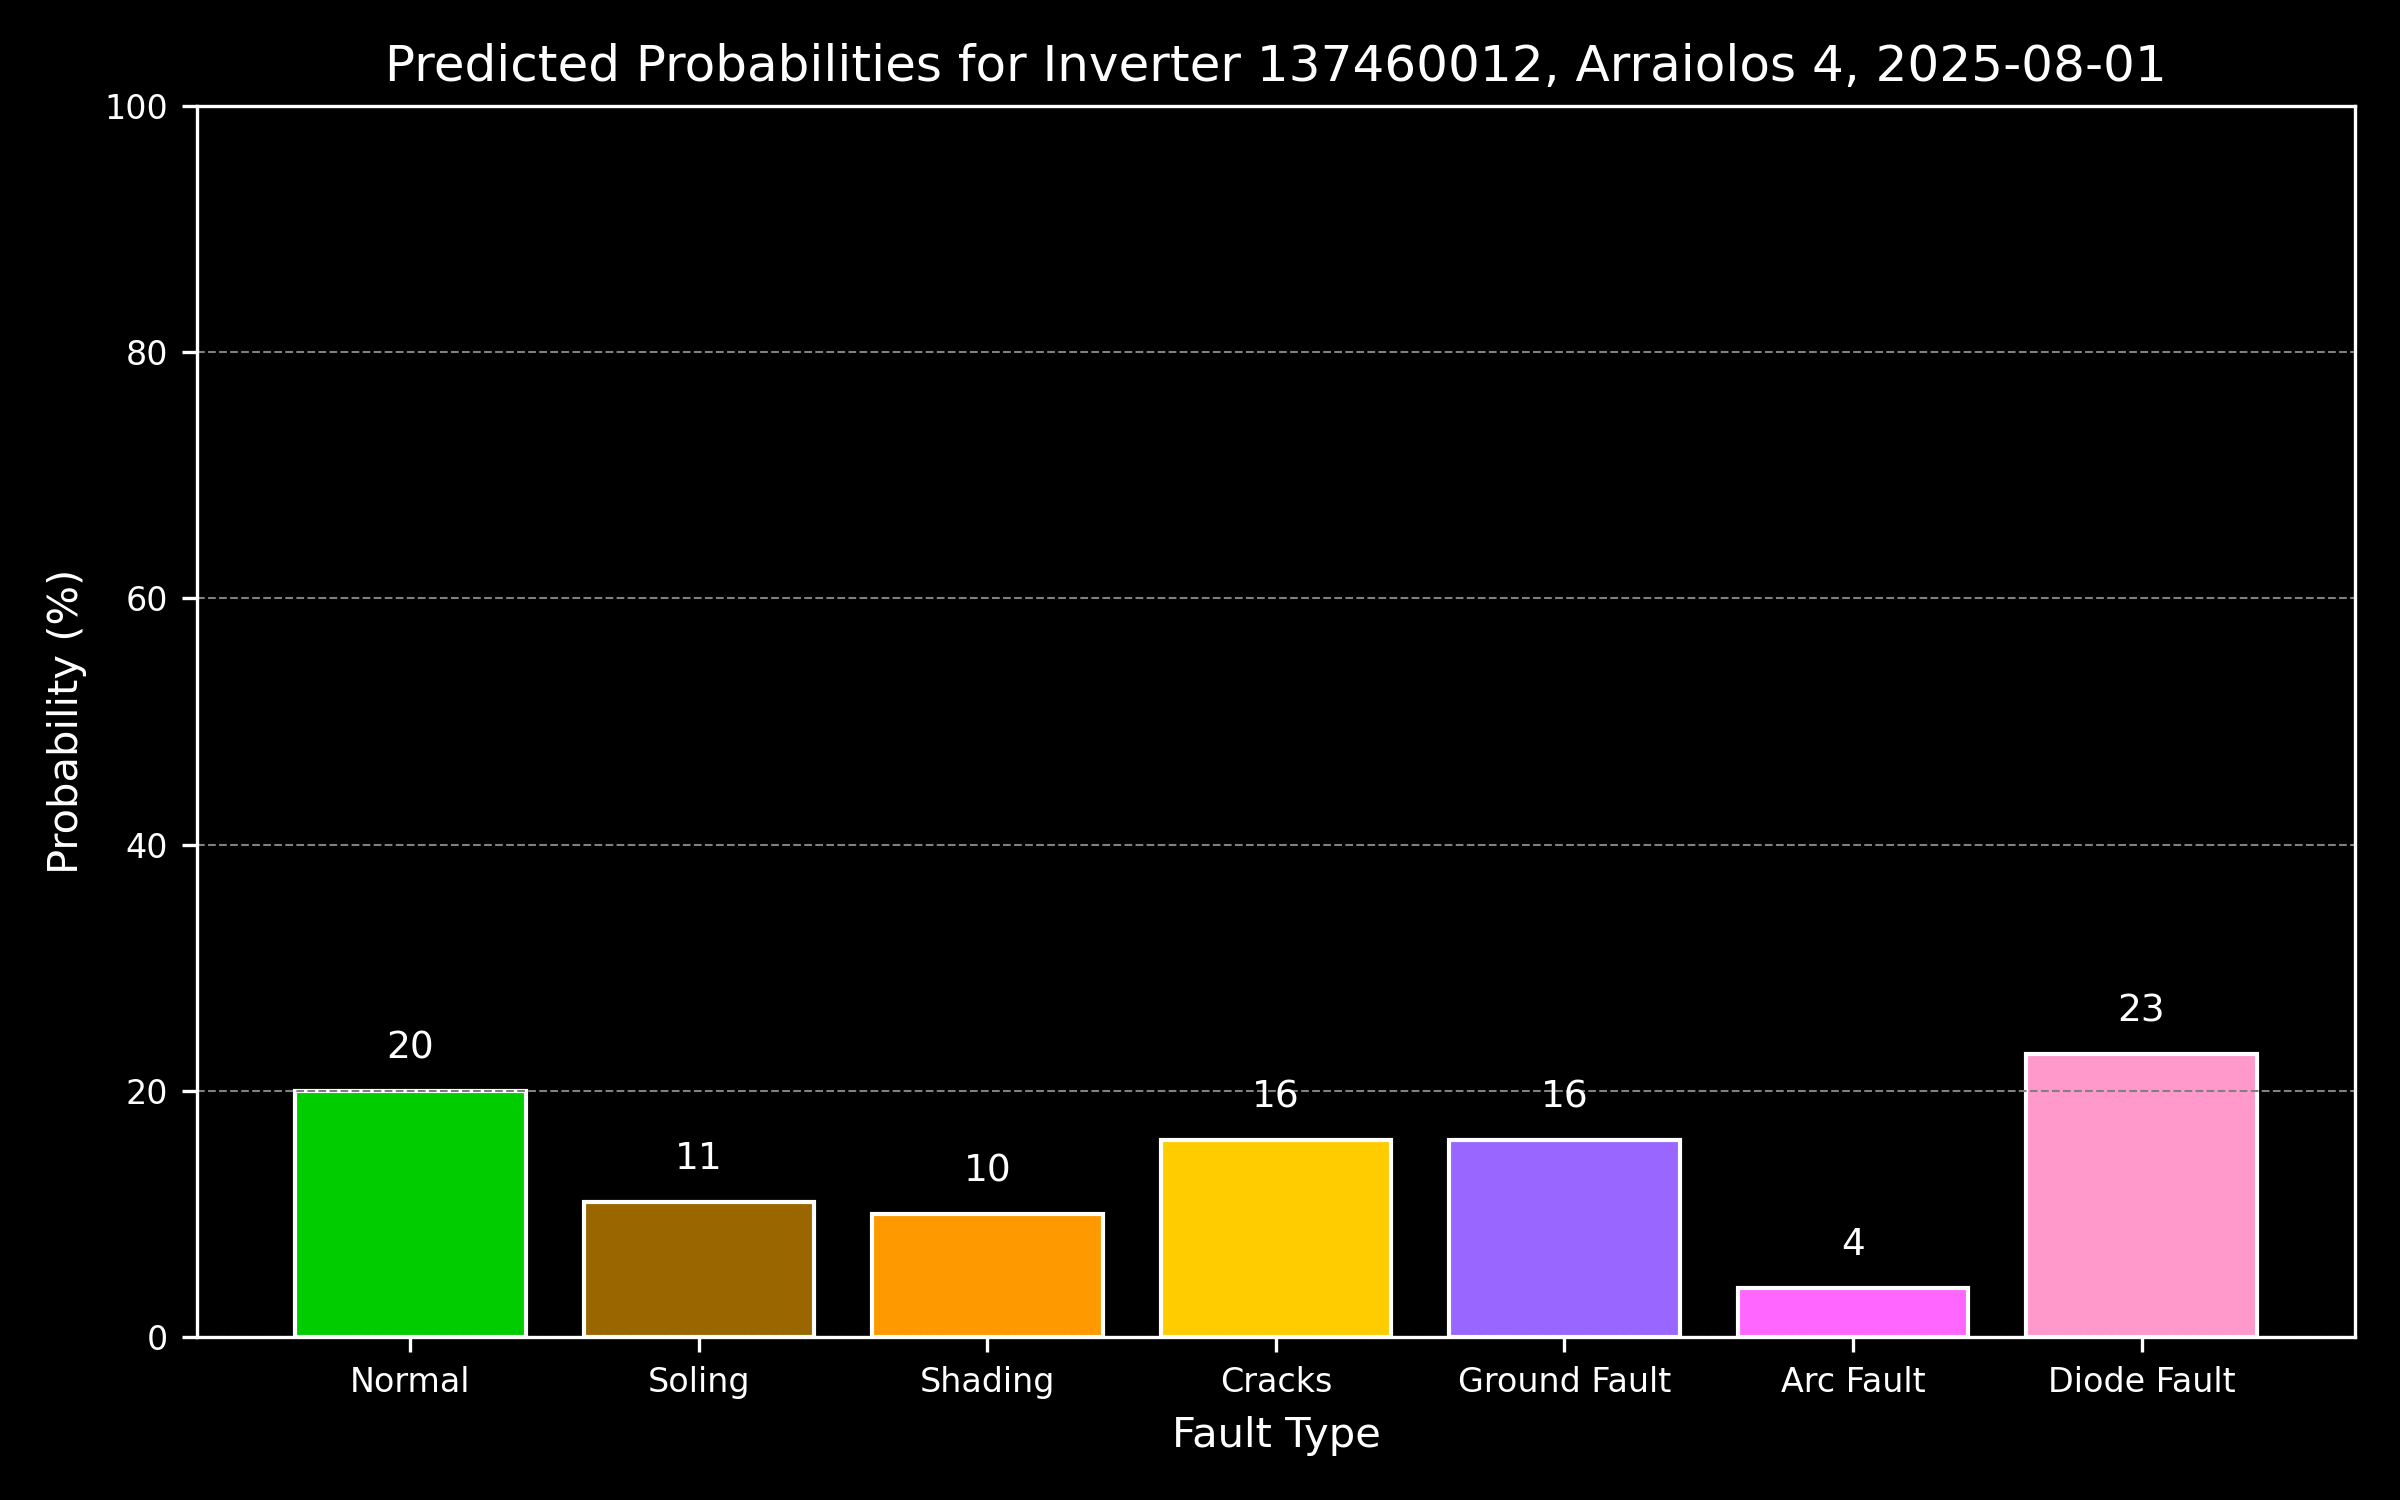 Predicted Probabilities for Inverter 137460012, Arraiolos 4, 2025-08-01
Probability (%)
100
80
60
40
20
0
20
11
10
16
16
4
23
Normal
Soling
Shading
Cracks
Ground Fault
Arc Fault
Diode Fault
Fault Type